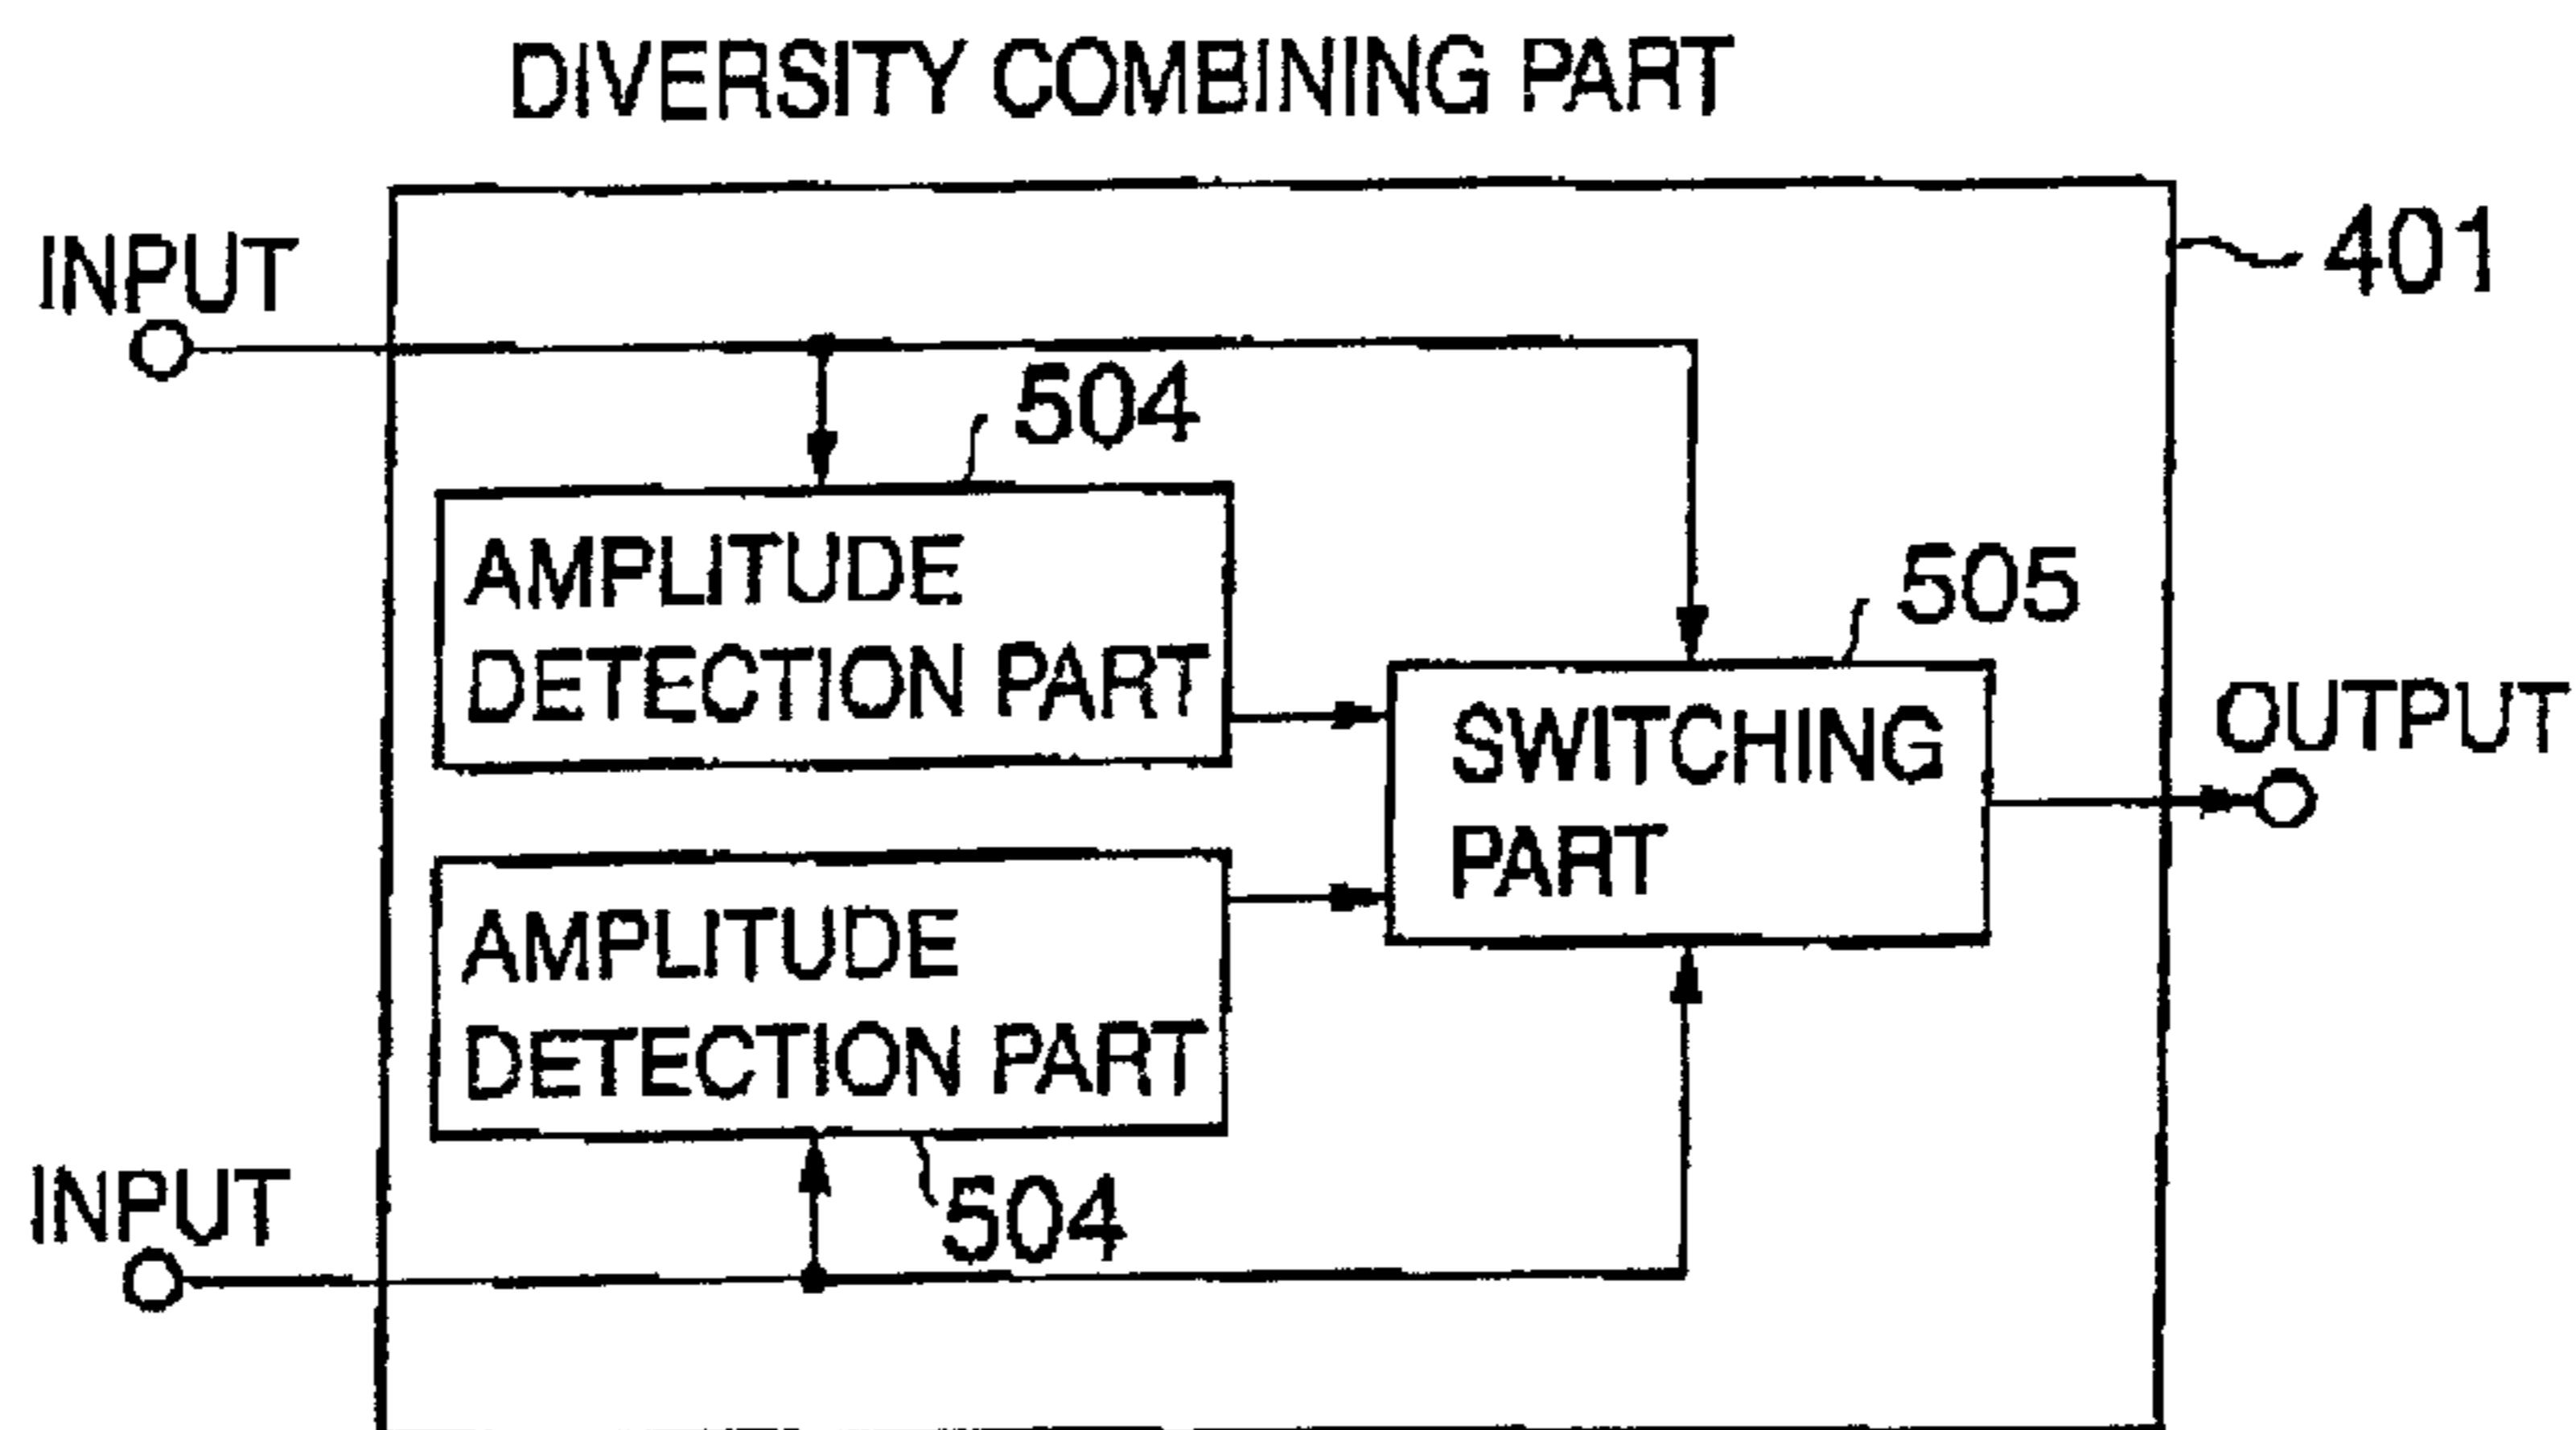 DIVERSITY COMBINING PART
INPUT
401
504
AMPLITUDE
DETECTION PART
505
SWITCHING
PART
OUTPUT
AMPLITUDE
DETECTION PART
INPUT
504